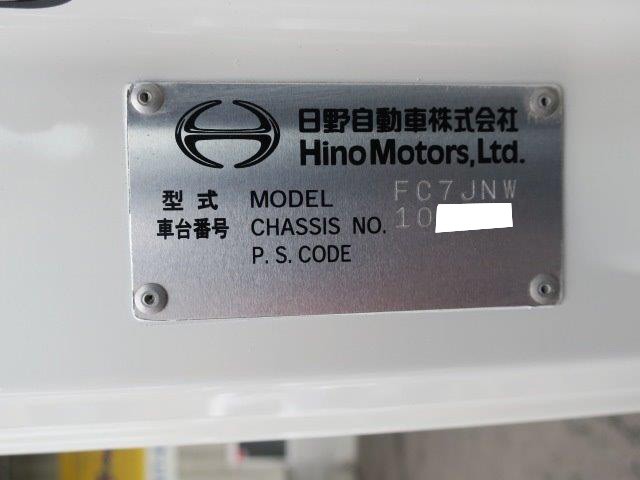 日野自動車株式会社
Hino Motors, Ltd.
型式 MODEL FC7JNW
車台番号 CHASSIS NO. 10
P.S. CODE